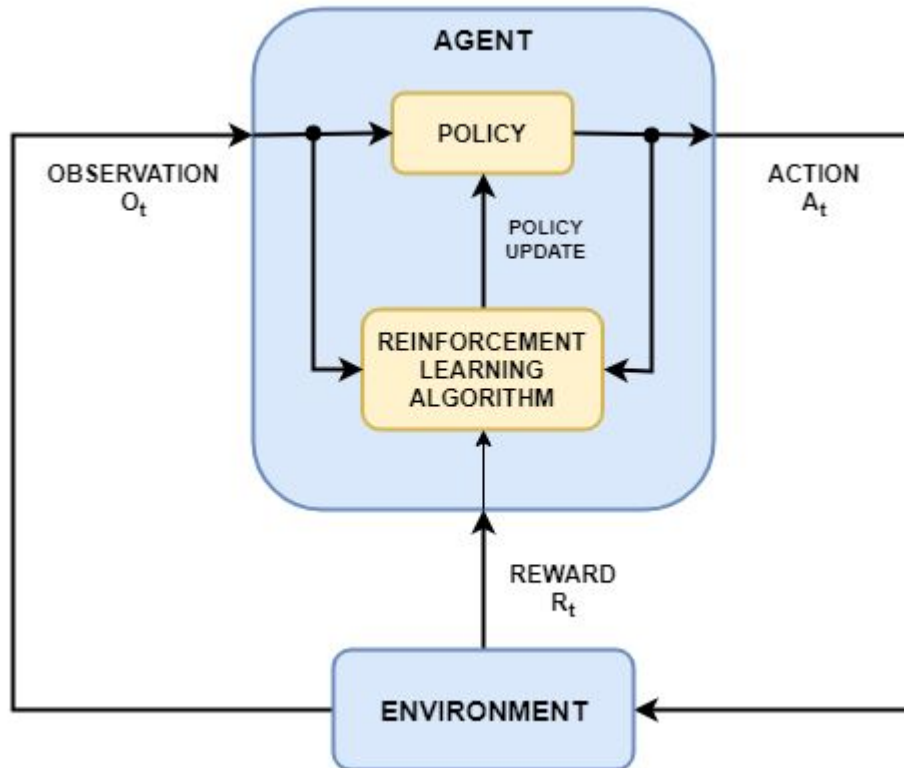 AGENT
POLICY
OBSERVATION
Oₜ
ACTION
Aₜ
POLICY
UPDATE
REINFORCEMENT
LEARNING
ALGORITHM
REWARD
Rₜ
ENVIRONMENT